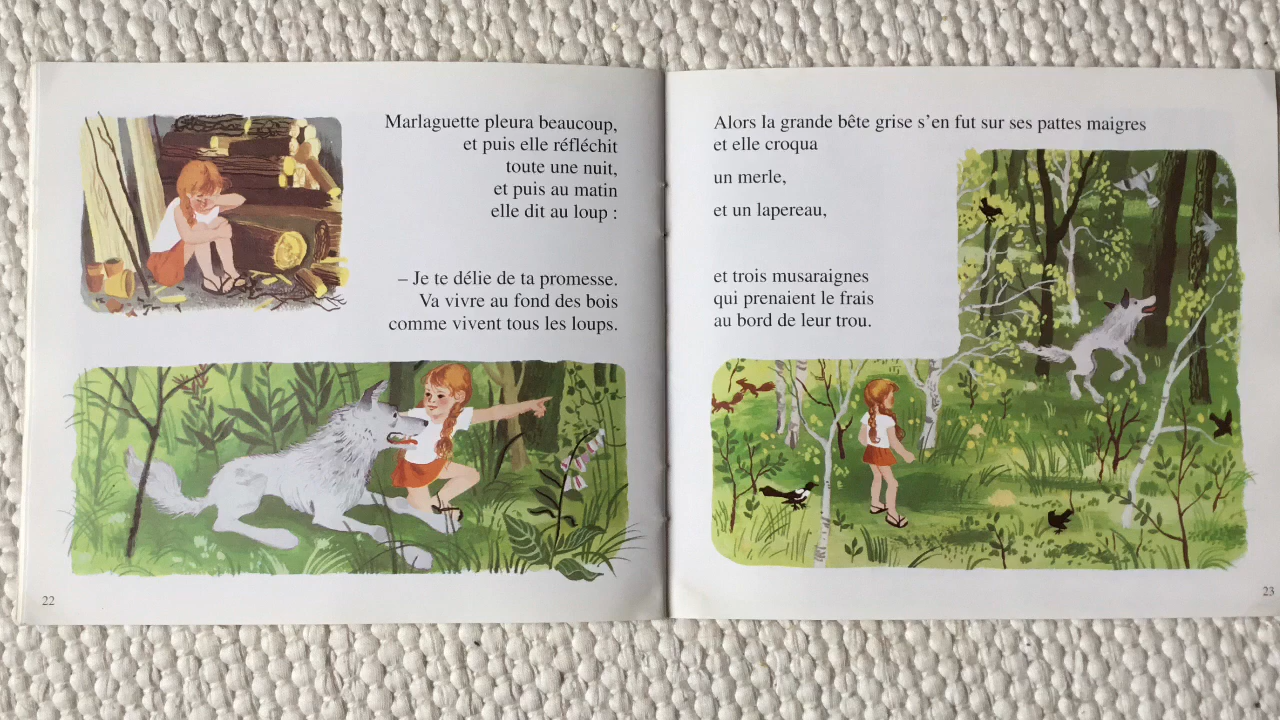 Marlaguette pleura beaucoup,
et puis elle réfléchit
toute une nuit,
et puis au matin
elle dit au loup :
– Je te délie de ta promesse.
Va vivre au fond des bois
comme vivent tous les loups.
22
Alors la grande bête grise s'en fut sur ses pattes maigres
et elle croqua
un merle,
et un lapereau,
et trois musaraignes
qui prenaient le frais
au bord de leur trou.
23